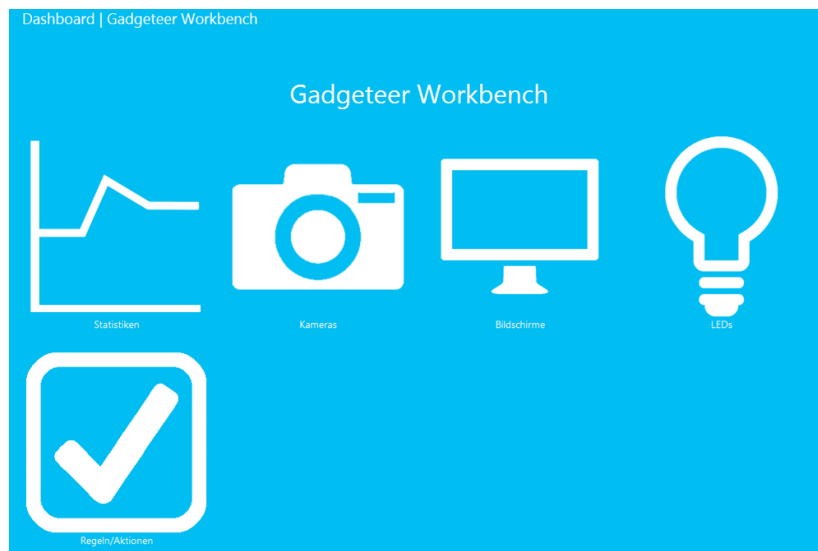 Dashboard | Gadgeteer Workbench
Gadgeteer Workbench
Statistiken
Kameras
Bildschirme
LEDs
Regeln/Aktionen